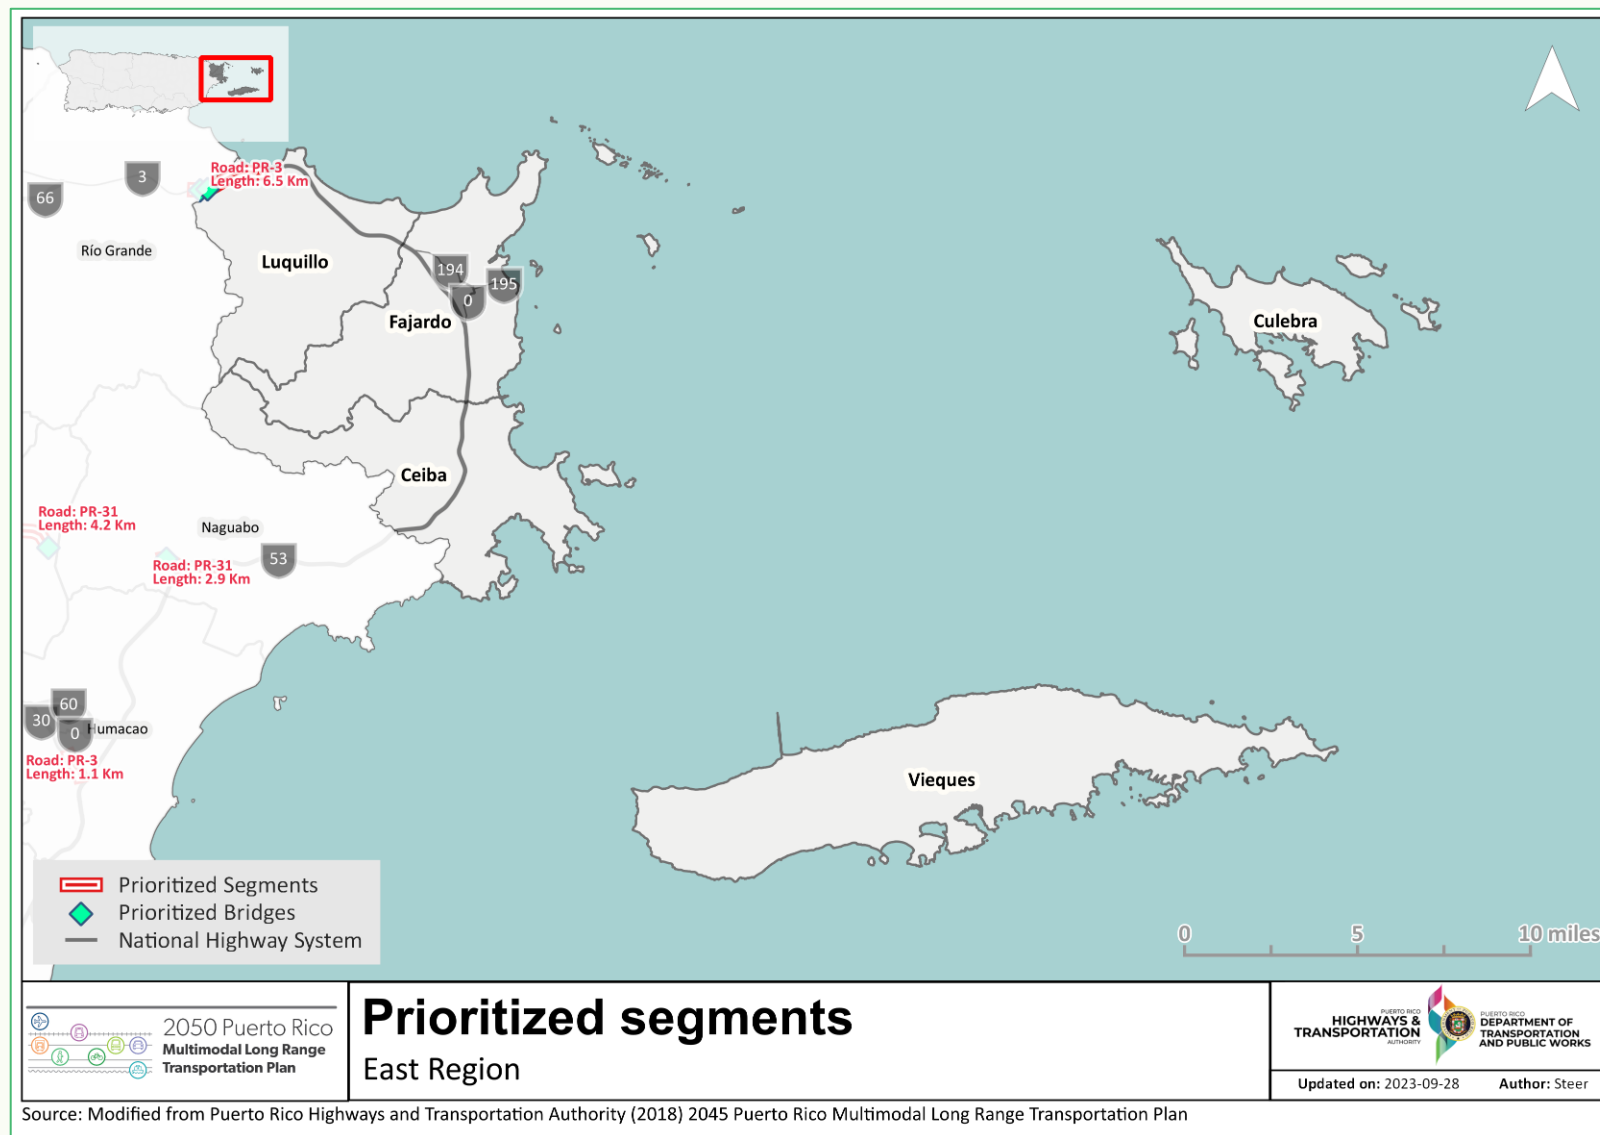 Road: PR-3
Length: 6.5 Km
3
66
Río Grande
Luquillo
194
195
0
Fajardo
Culebra
Ceiba
Road: PR-31
Length: 4.2 Km
Naguabo
53
Road: PR-31
Length: 2.9 Km
60
30
0
Humacao
Road: PR-3
Length: 1.1 Km
Vieques
Prioritized Segments
Prioritized Bridges
National Highway System
0 5 10 miles
2050 Puerto Rico
Multimodal Long Range
Transportation Plan
Prioritized segments
East Region
PUERTO RICO
HIGHWAYS &
TRANSPORTATION
AUTHORITY
PUERTO RICO
DEPARTMENT OF
TRANSPORTATION
AND PUBLIC WORKS
Updated on: 2023-09-28 Author: Steer
Source: Modified from Puerto Rico Highways and Transportation Authority (2018) 2045 Puerto Rico Multimodal Long Range Transportation Plan